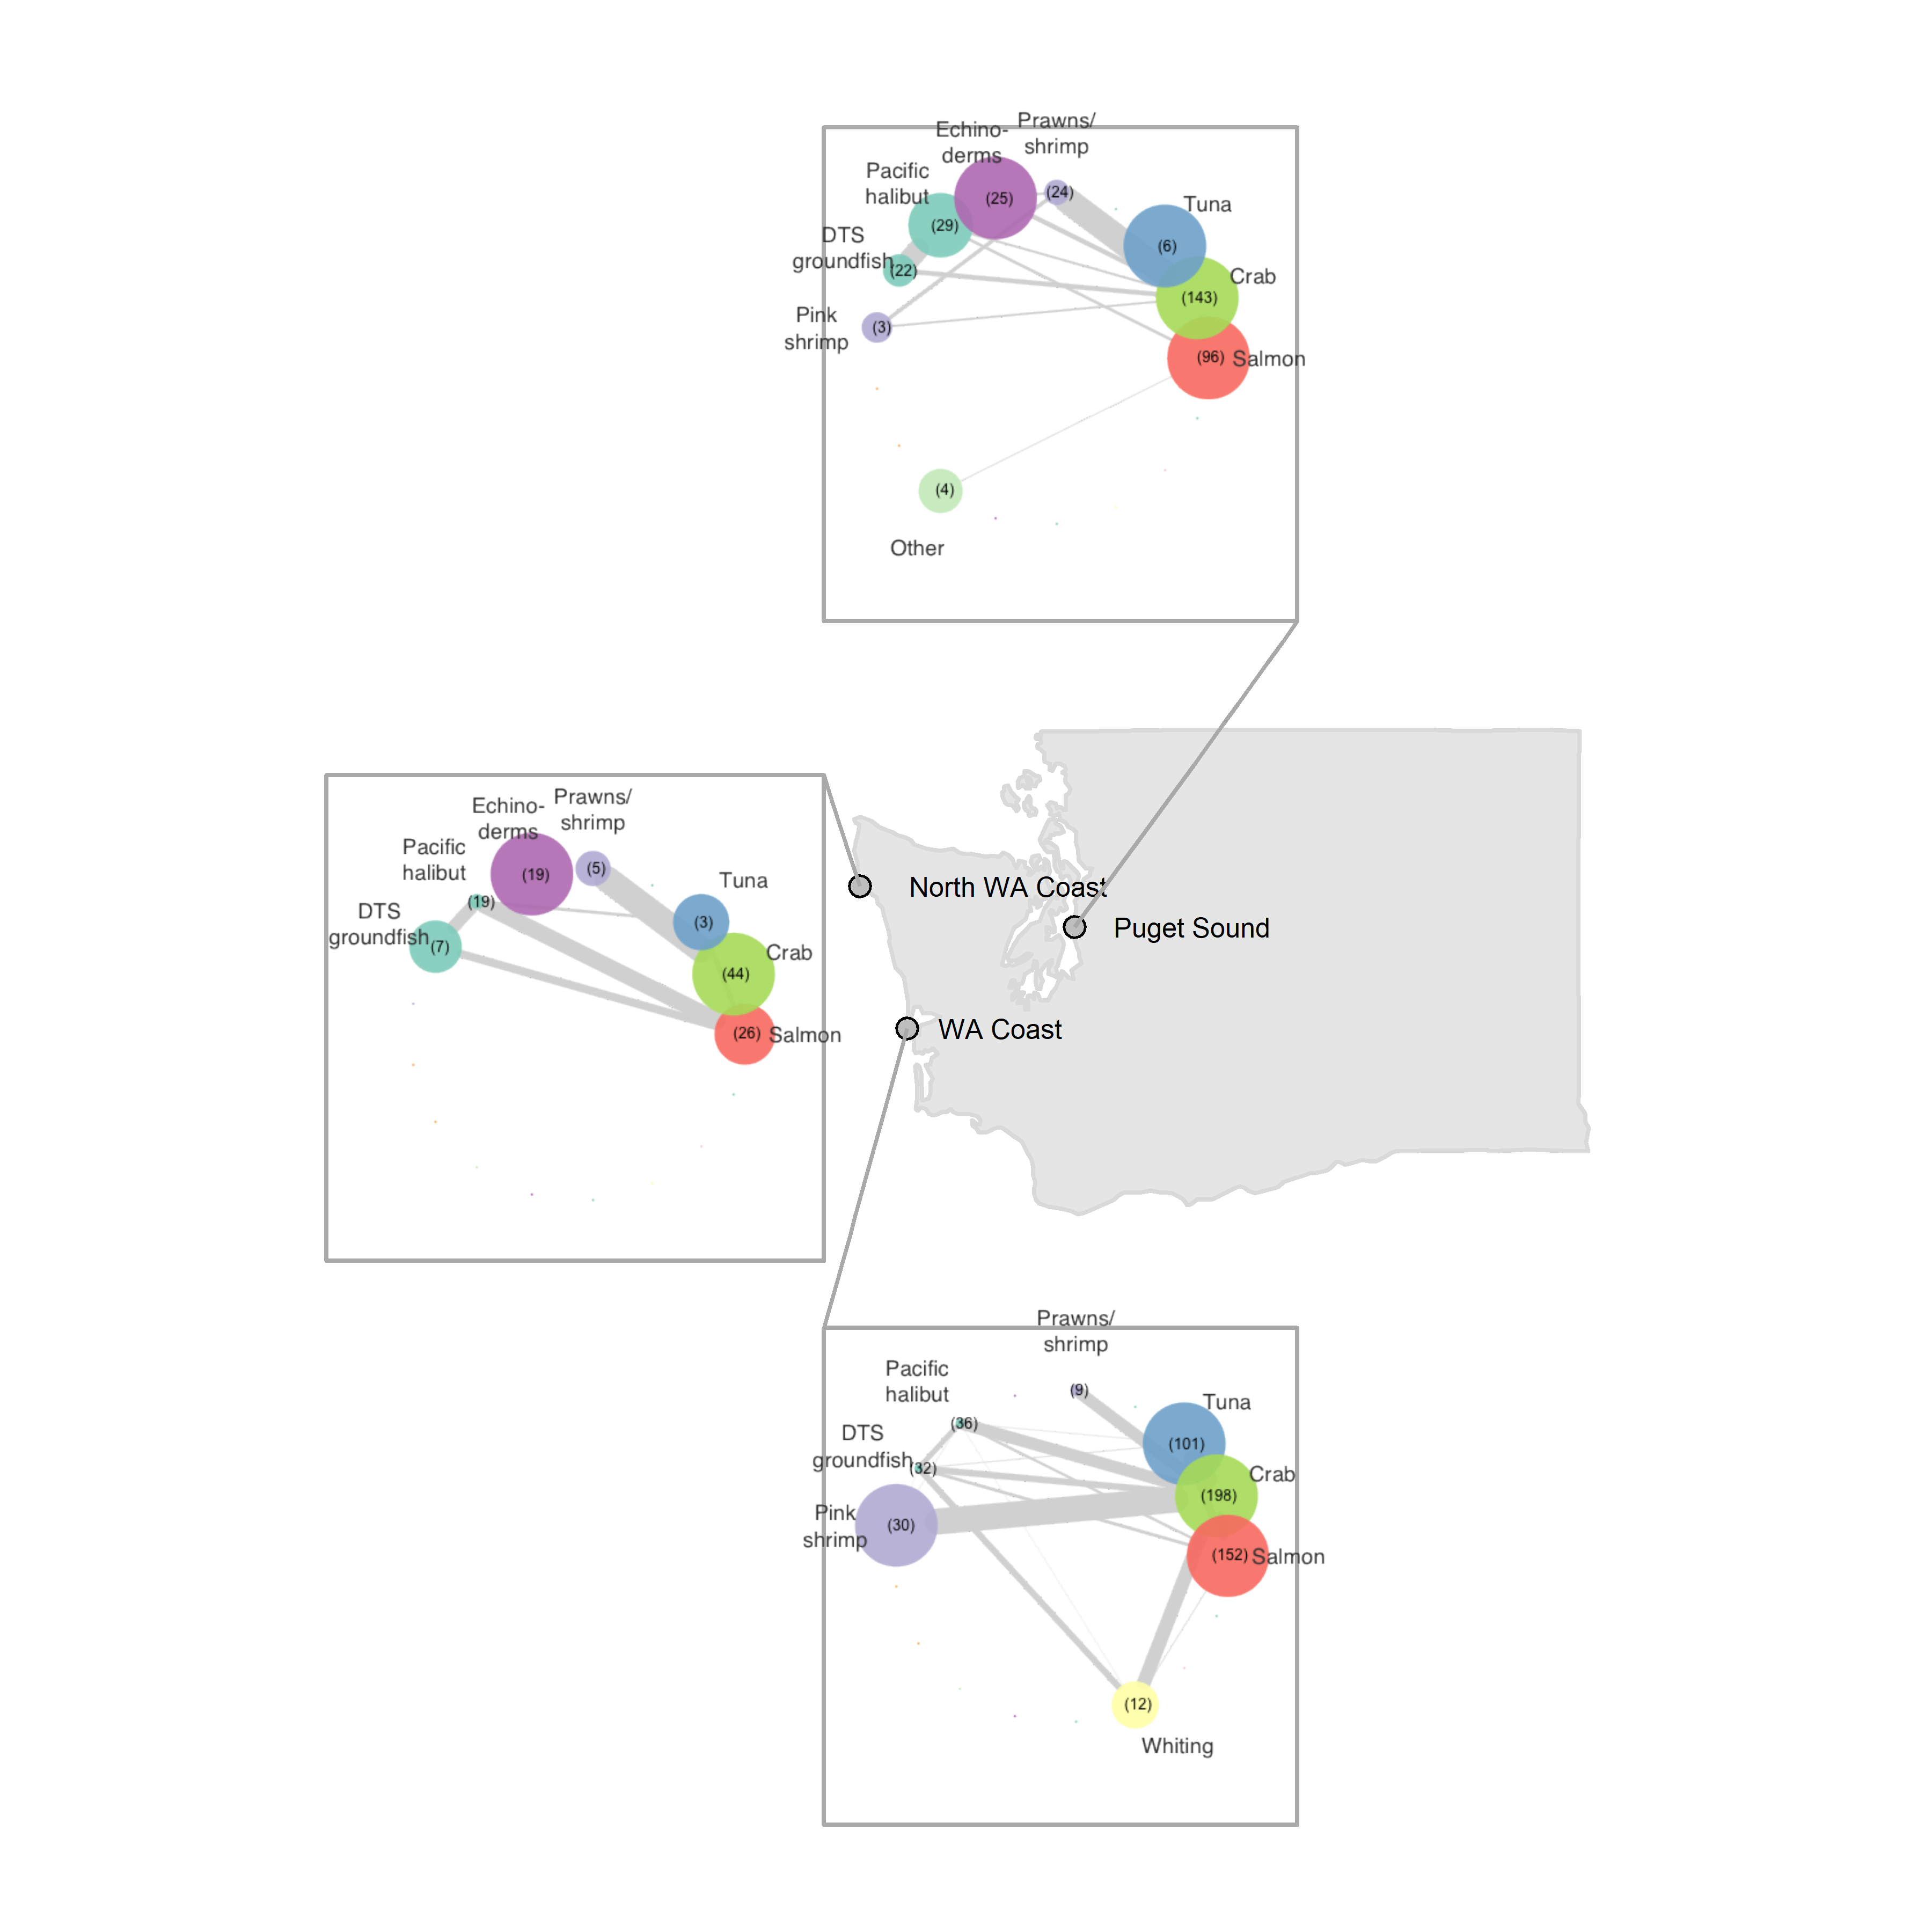 Echino-
derms
Prawns/
shrimp
Pacific
halibut
(25)
(24)
Tuna
DTS
groundfish
(29)
(6)
(22)
Crab
Pink
shrimp
(3)
(143)
(96)
Salmon
(4)
Other
Echino-
derms
Prawns/
shrimp
Pacific
halibut
(19)
(5)
Tuna
DTS
groundfish
(19)
(3)
(7)
Crab
(44)
(26)
Salmon
North WA Coast
Puget Sound
WA Coast
Prawns/
shrimp
Pacific
halibut
(9)
Tuna
(36)
DTS
groundfish
(101)
(32)
Crab
Pink
shrimp
(30)
(198)
(152)
Salmon
(12)
Whiting